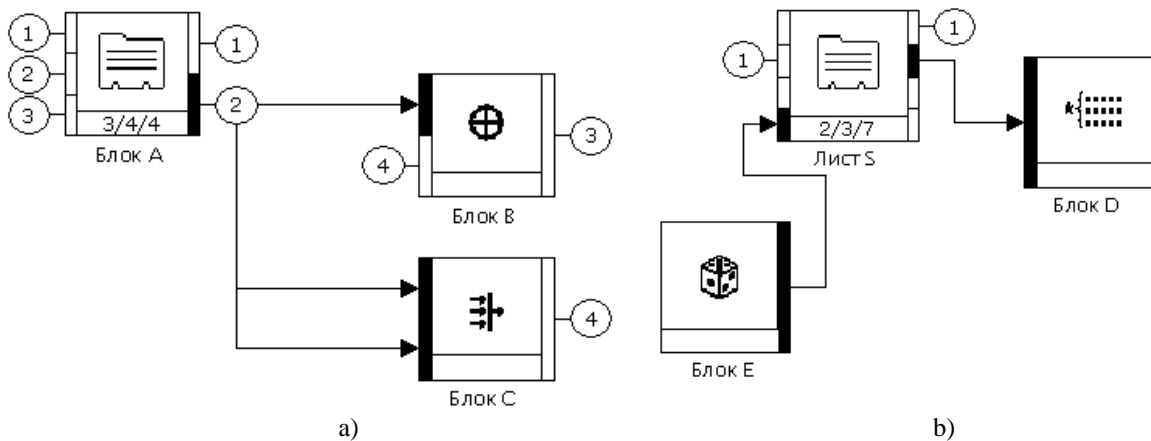 1
2
3
1
2
3/4/4
Блок A
4
3
Блок B
4
Блок C
1
1
2/3/7
Лист S
k
Блок D
Блок E
a)
b)